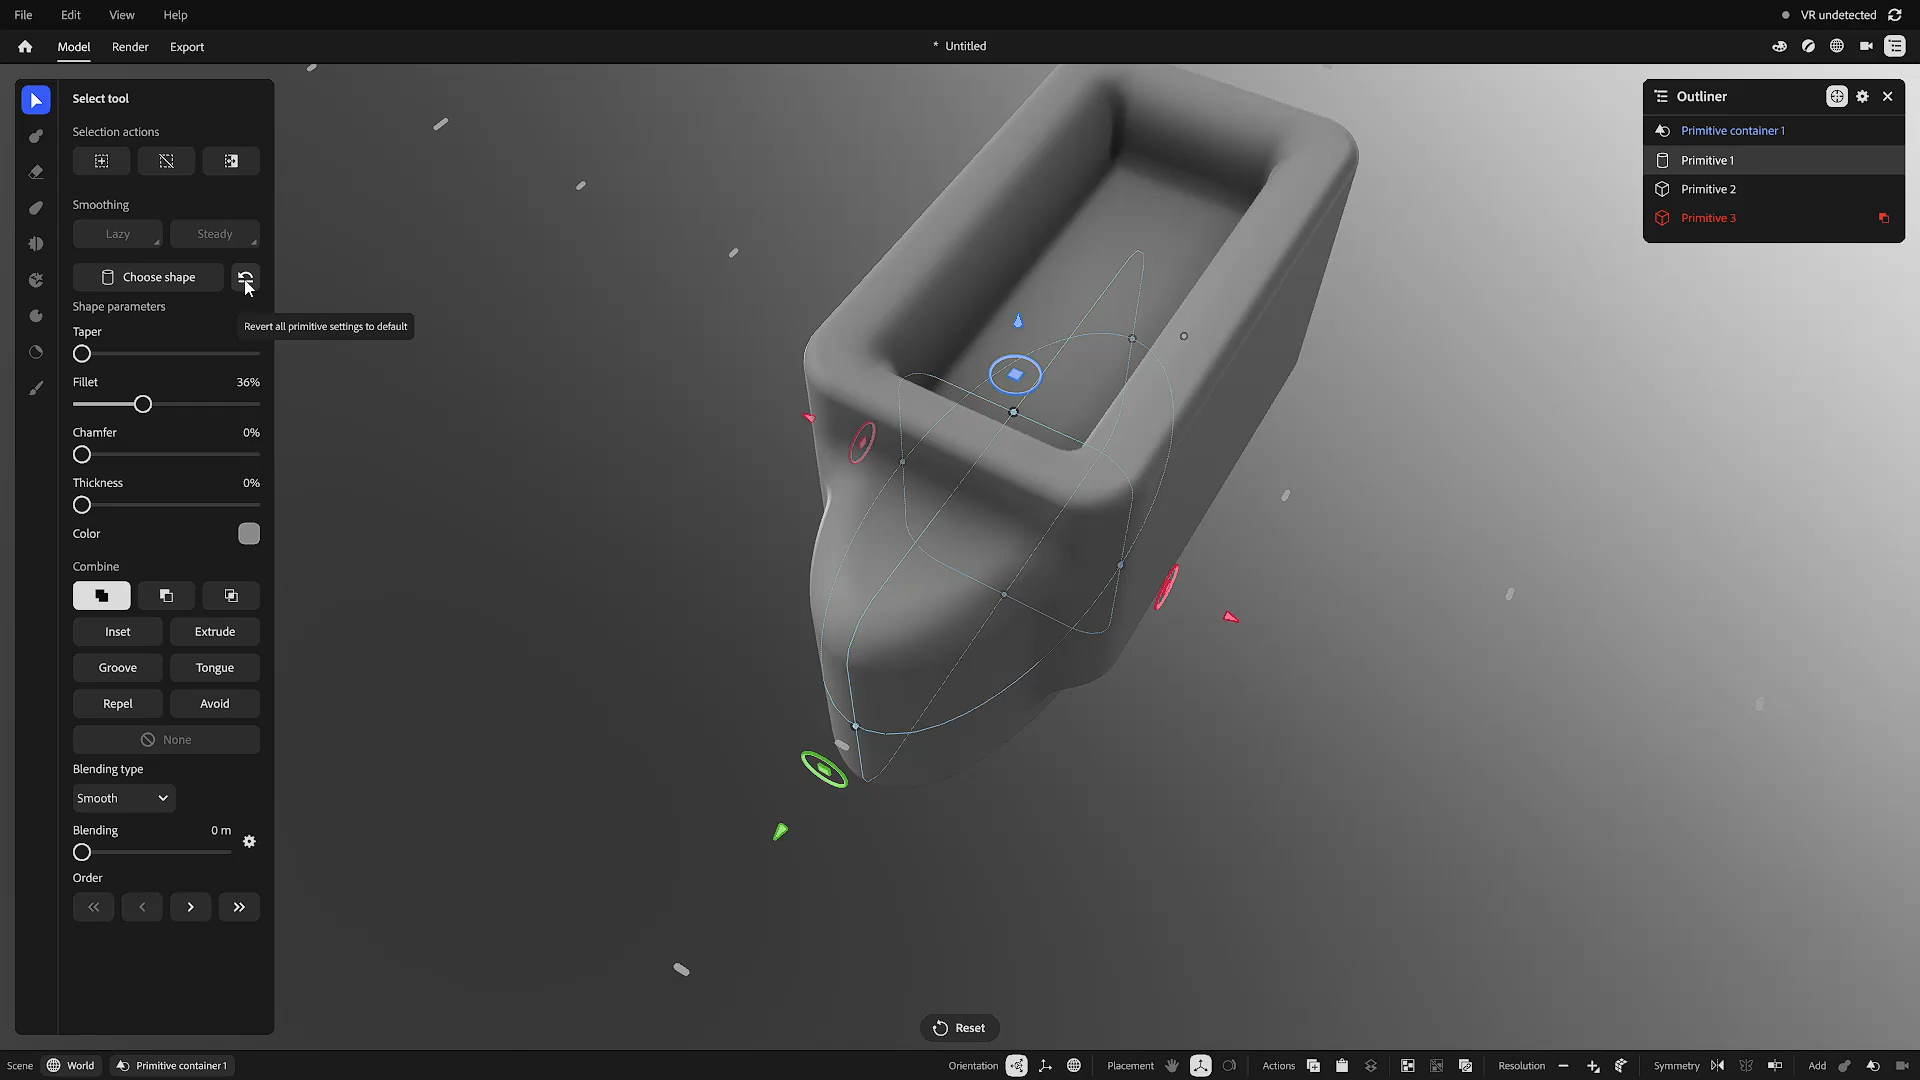 File Edit View Help
VR undetected
Model Render Export
* Untitled
Select tool
Selection actions
Smoothing
Lazy Steady
Choose shape
Shape parameters
Revert all primitive settings to default
Taper
Fillet 36%
Chamfer 0%
Thickness 0%
Color
Combine
Inset Extrude
Groove Tongue
Repel Avoid
None
Blending type
Smooth
Blending 0 m
Order
Outliner
Primitive container 1
Primitive 1
Primitive 2
Primitive 3
Reset
Scene World Primitive container 1 Orientation Placement Actions Resolution Symmetry Add